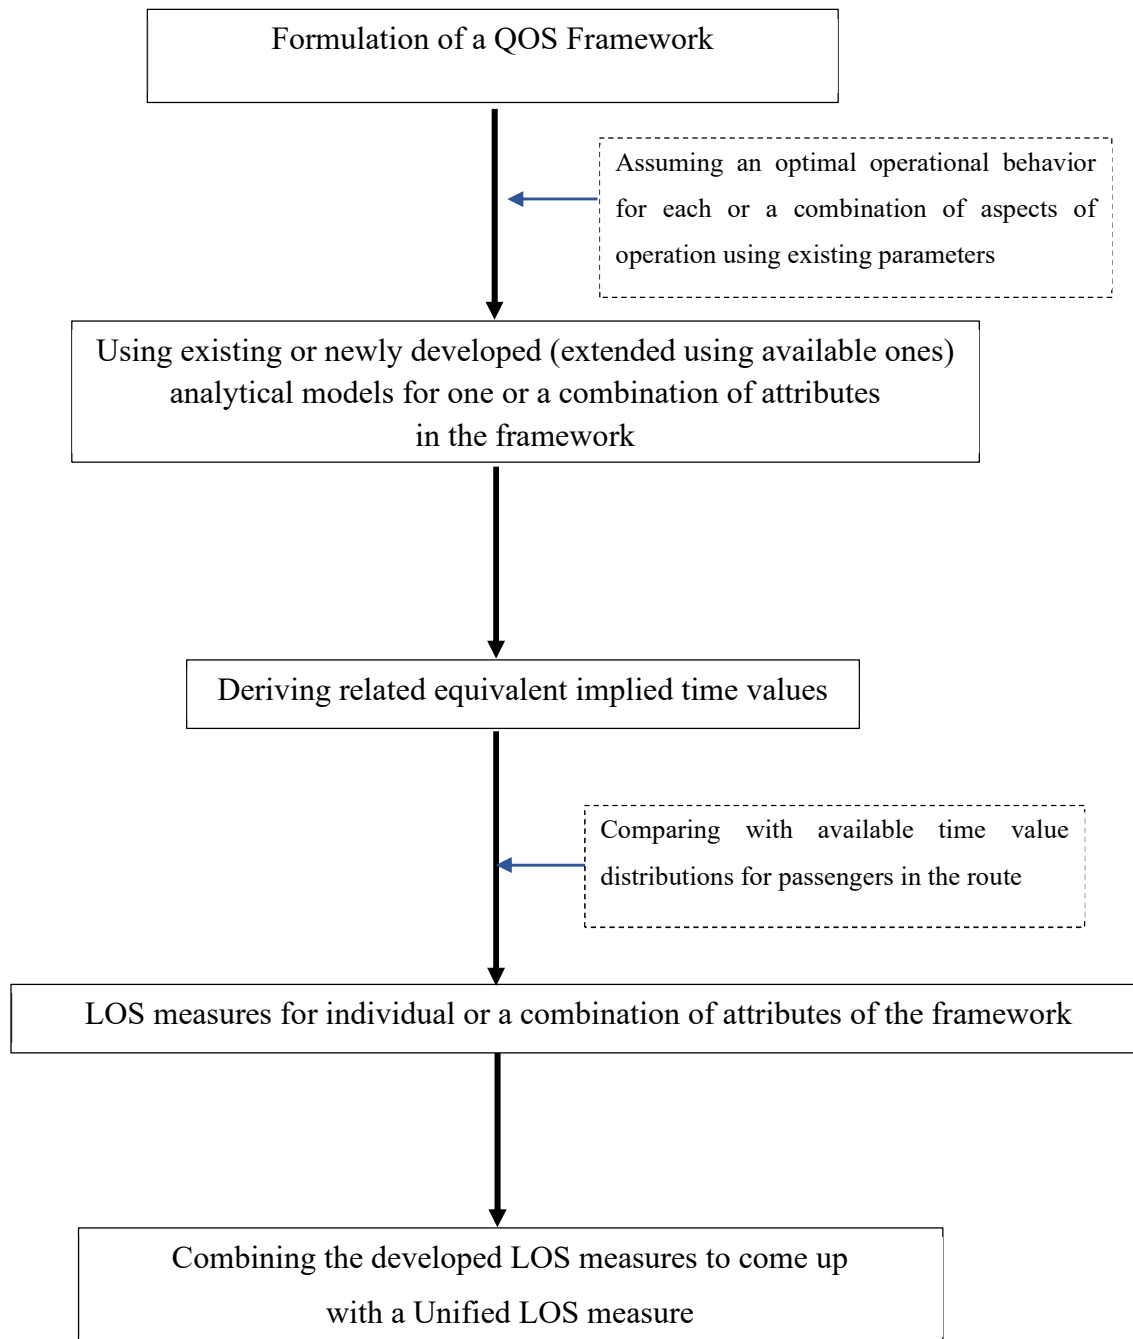 Formulation of a QOS Framework
Assuming an optimal operational behavior
for each or a combination of aspects of
operation using existing parameters
Using existing or newly developed (extended using available ones)
analytical models for one or a combination of attributes
in the framework
Deriving related equivalent implied time values
Comparing with available time value
distributions for passengers in the route
LOS measures for individual or a combination of attributes of the framework
Combining the developed LOS measures to come up
with a Unified LOS measure